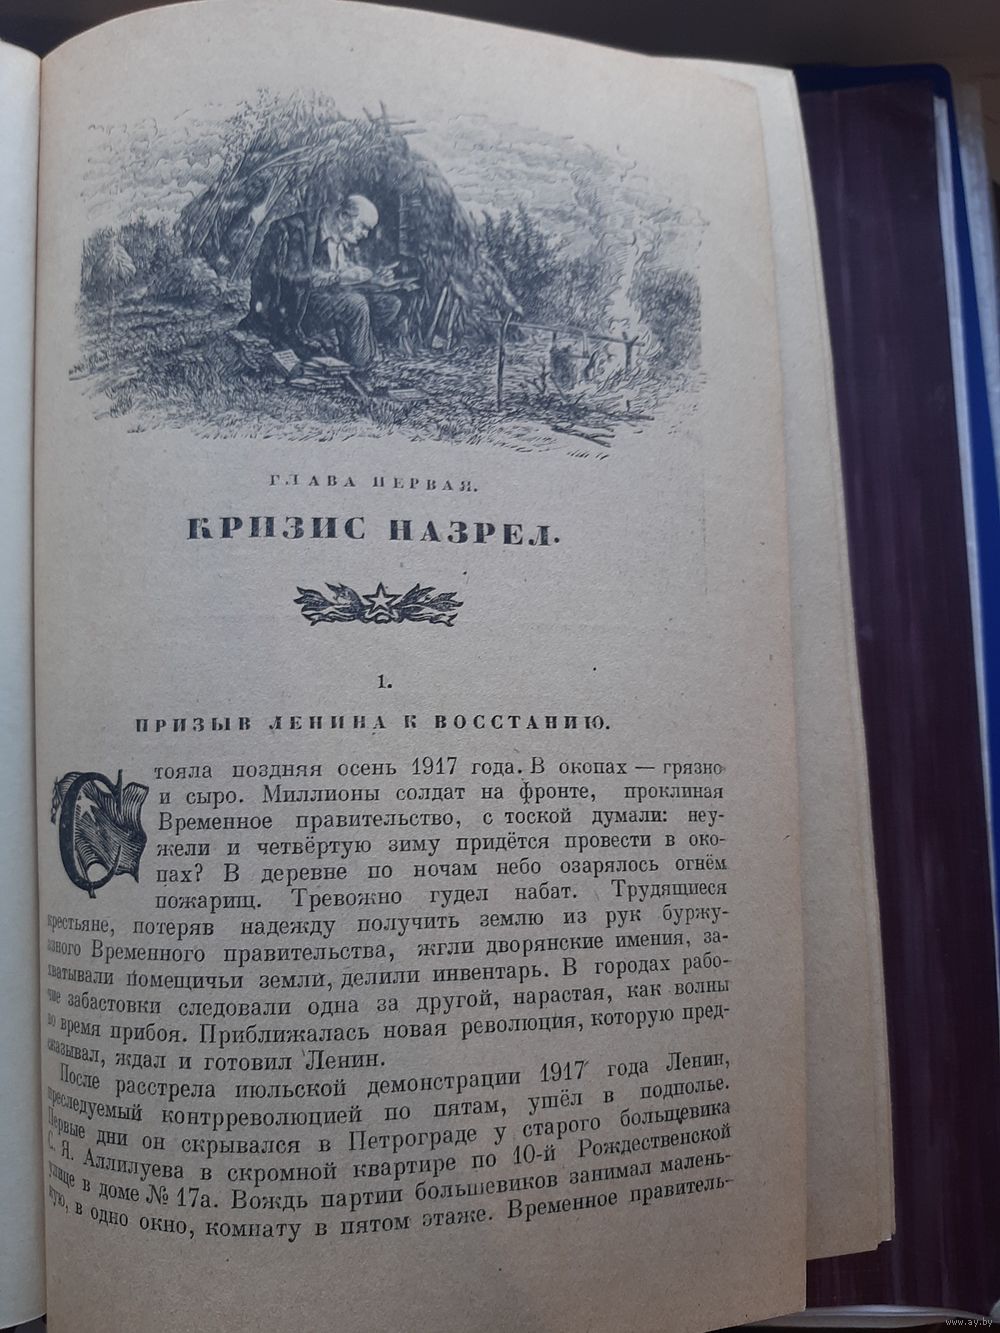 ГЛАВА ПЕРВАЯ.
КРИЗИС НАЗРЕЛ.
1.
ПРИЗЫВ ЛЕНИНА К ВОССТАНИЮ.
Стояла поздняя осень 1917 года. В окопах — грязно
и сыро. Миллионы солдат на фронте, проклиная
Временное правительство, с тоской думали: неу-
жели и четвёртую зиму придётся провести в око-
пах? В деревне по ночам небо озарялось огнём
пожарищ. Тревожно гудел набат. Трудящиеся
крестьяне, потеряв надежду получить землю из рук буржу-
азного Временного правительства, жгли дворянские имения, за-
хватывали помещичьи земли, делили инвентарь. В городах рабо-
чие забастовки следовали одна за другой, нарастая, как волны
во время прибоя. Приближалась новая революция, которую пред-
сказывал, ждал и готовил Ленин.
После расстрела июльской демонстрации 1917 года Ленин,
преследуемый контрреволюцией по пятам, ушёл в подполье.
Первые дни он скрывался в Петрограде у старого большевика
С. Я. Аллилуева в скромной квартире по 10-й Рождественской
улице в доме № 17а. Вождь партии большевиков занимал малень-
кую, в одно окно, комнату в пятом этаже. Временное правитель-
www.ay.by